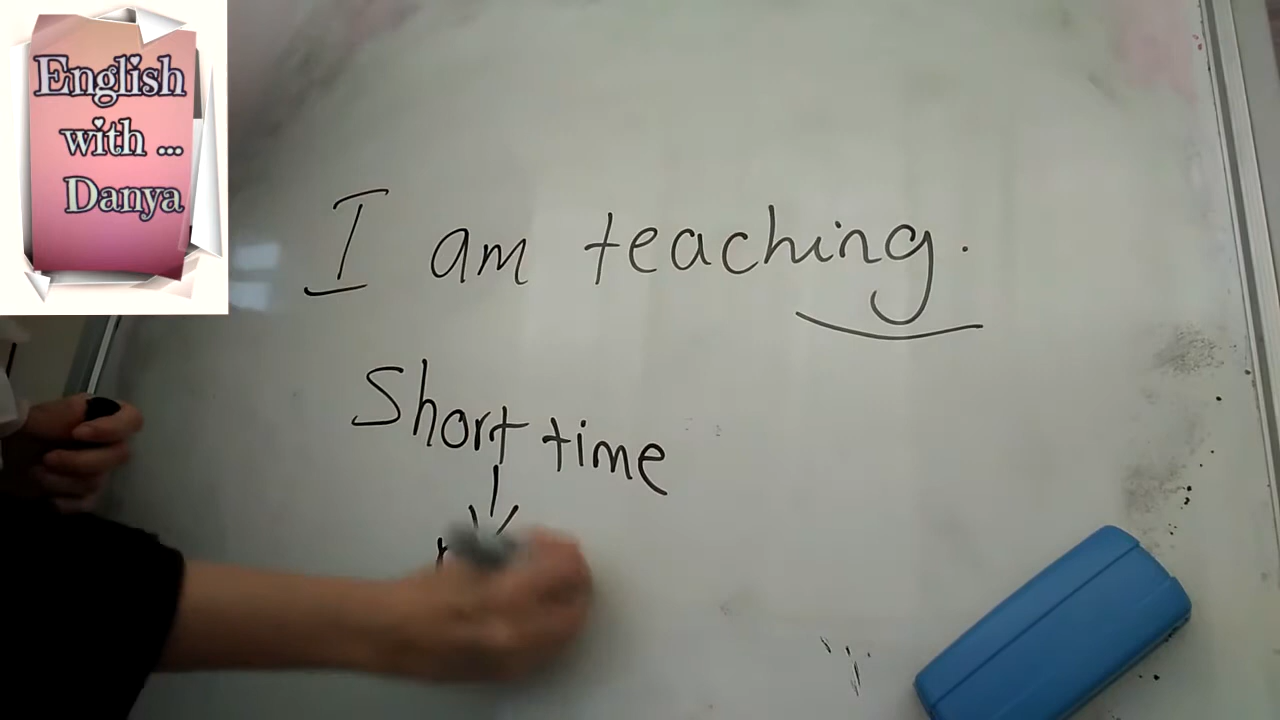 English
with ...
Danya
I am teaching.
Short time